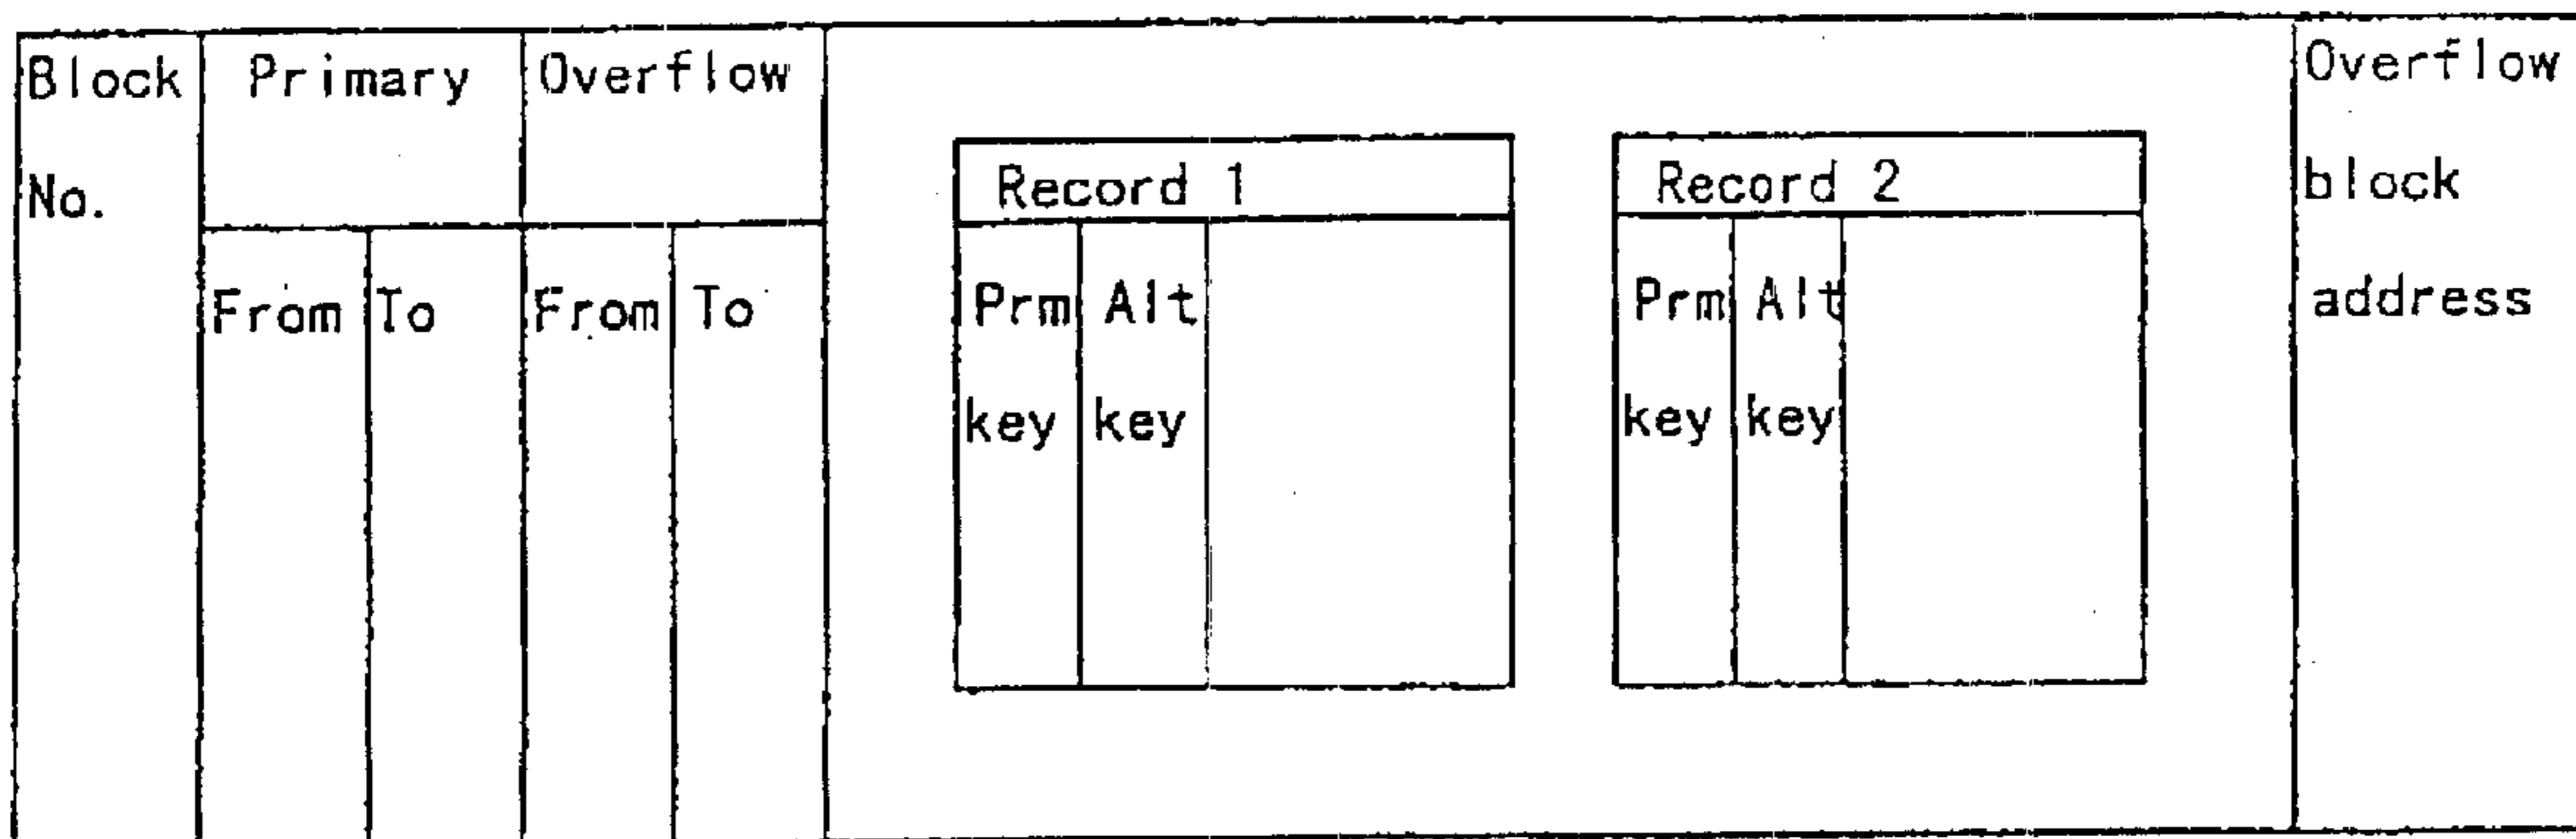 Block
No.
Primary
Overflow
From
To
From
To
Record 1
Prm
key
Alt
key
Record 2
Prm
key
Alt
key
Overflow
block
address